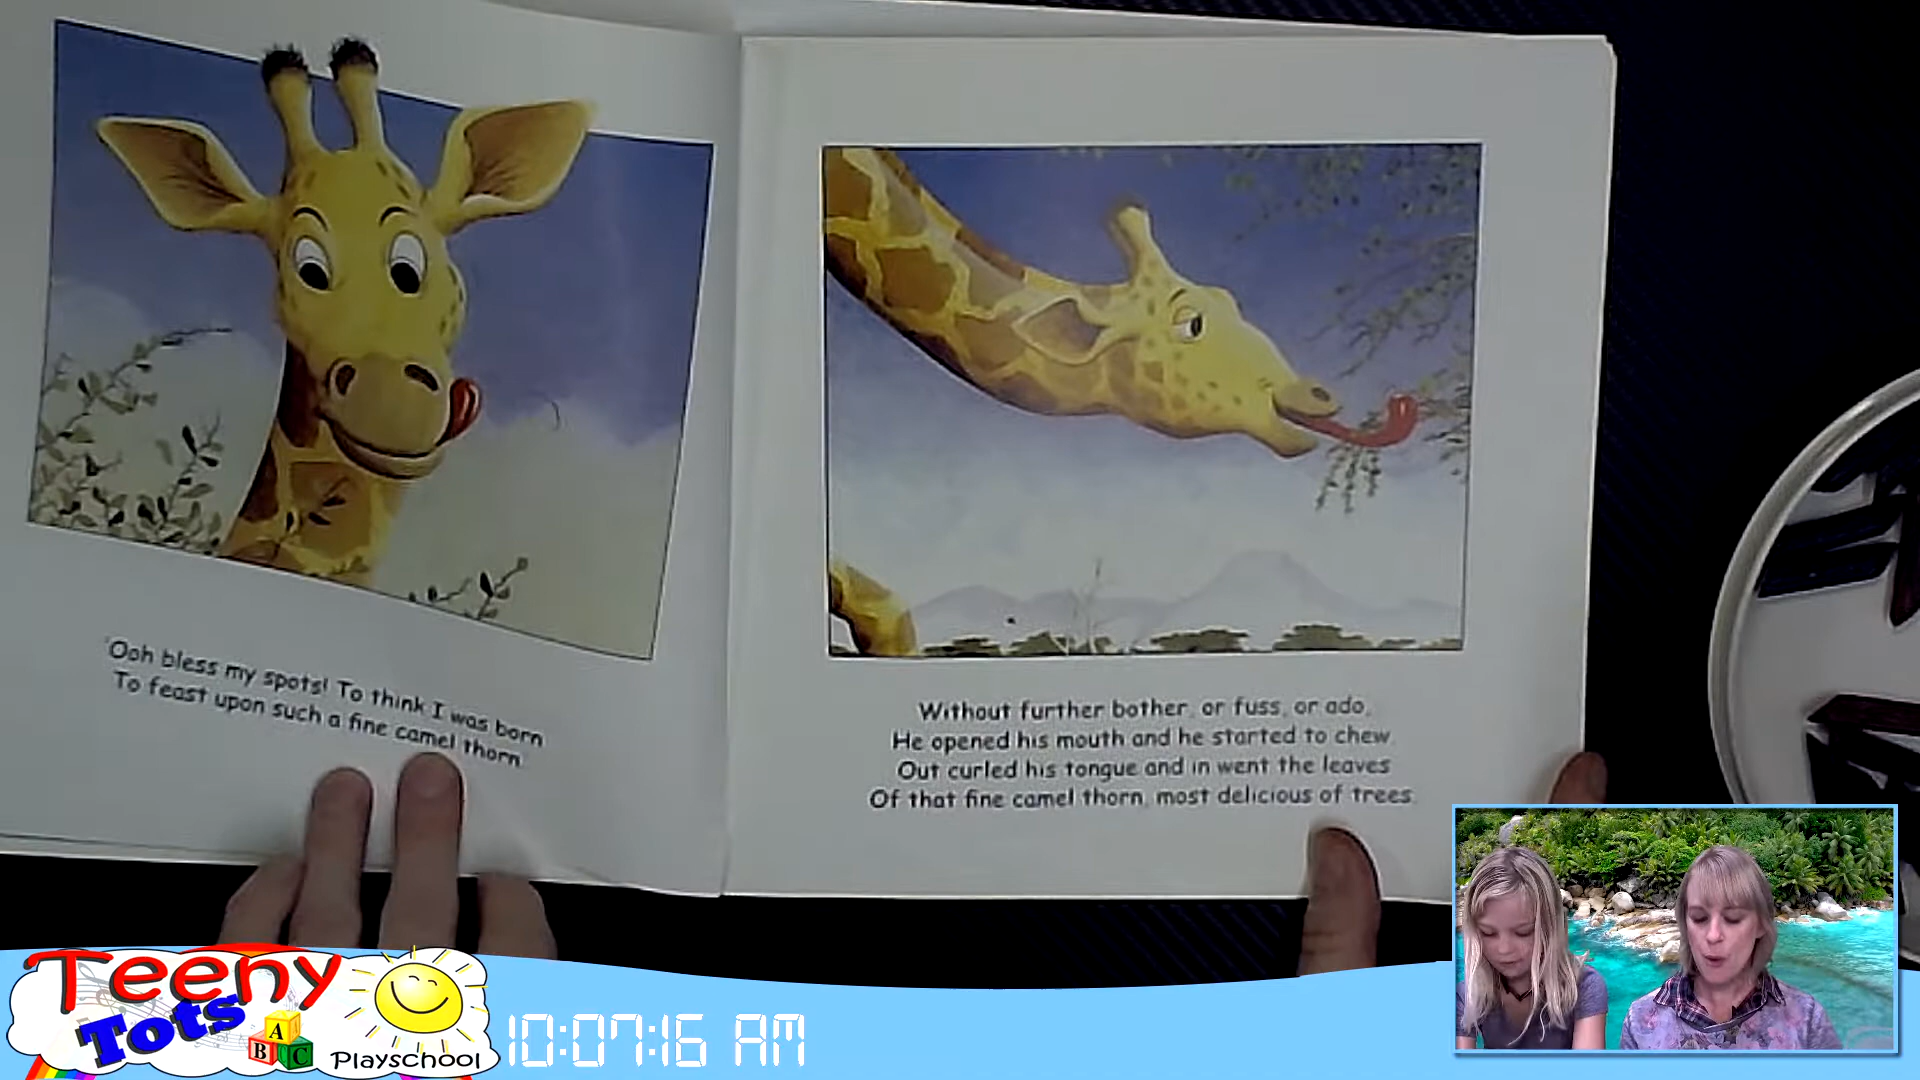 'Ooh bless my spots! To think I was born
To feast upon such a fine camel thorn.
Without further bother, or fuss, or ado,
He opened his mouth and he started to chew.
Out curled his tongue and in went the leaves
Of that fine camel thorn, most delicious of trees.
Teeny
Tots
A
B C
Playschool
10:07:16 AM